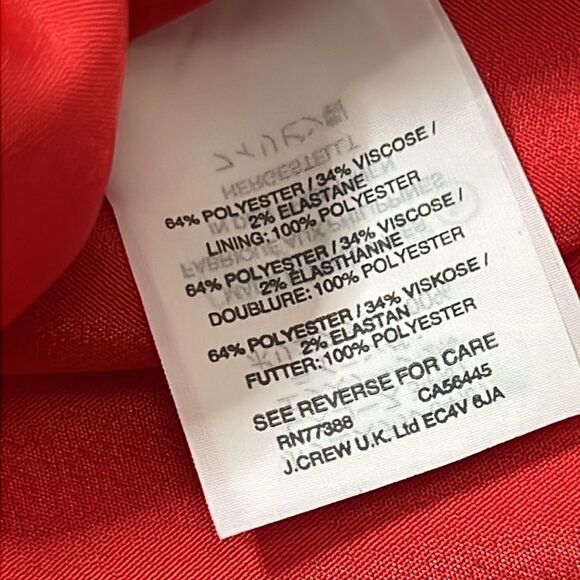 64% POLYESTER / 34% VISCOSE /
2% ELASTANE
LINING: 100% POLYESTER
64% POLYESTER / 34% VISCOSE /
2% ELASTHANNE
DOUBLURE: 100% POLYESTER
64% POLYESTER / 34% VISKOSE /
2% ELASTAN
FUTTER: 100% POLYESTER
SEE REVERSE FOR CARE
RN77388 CA56445
J.CREW U.K. Ltd EC4V 6JA